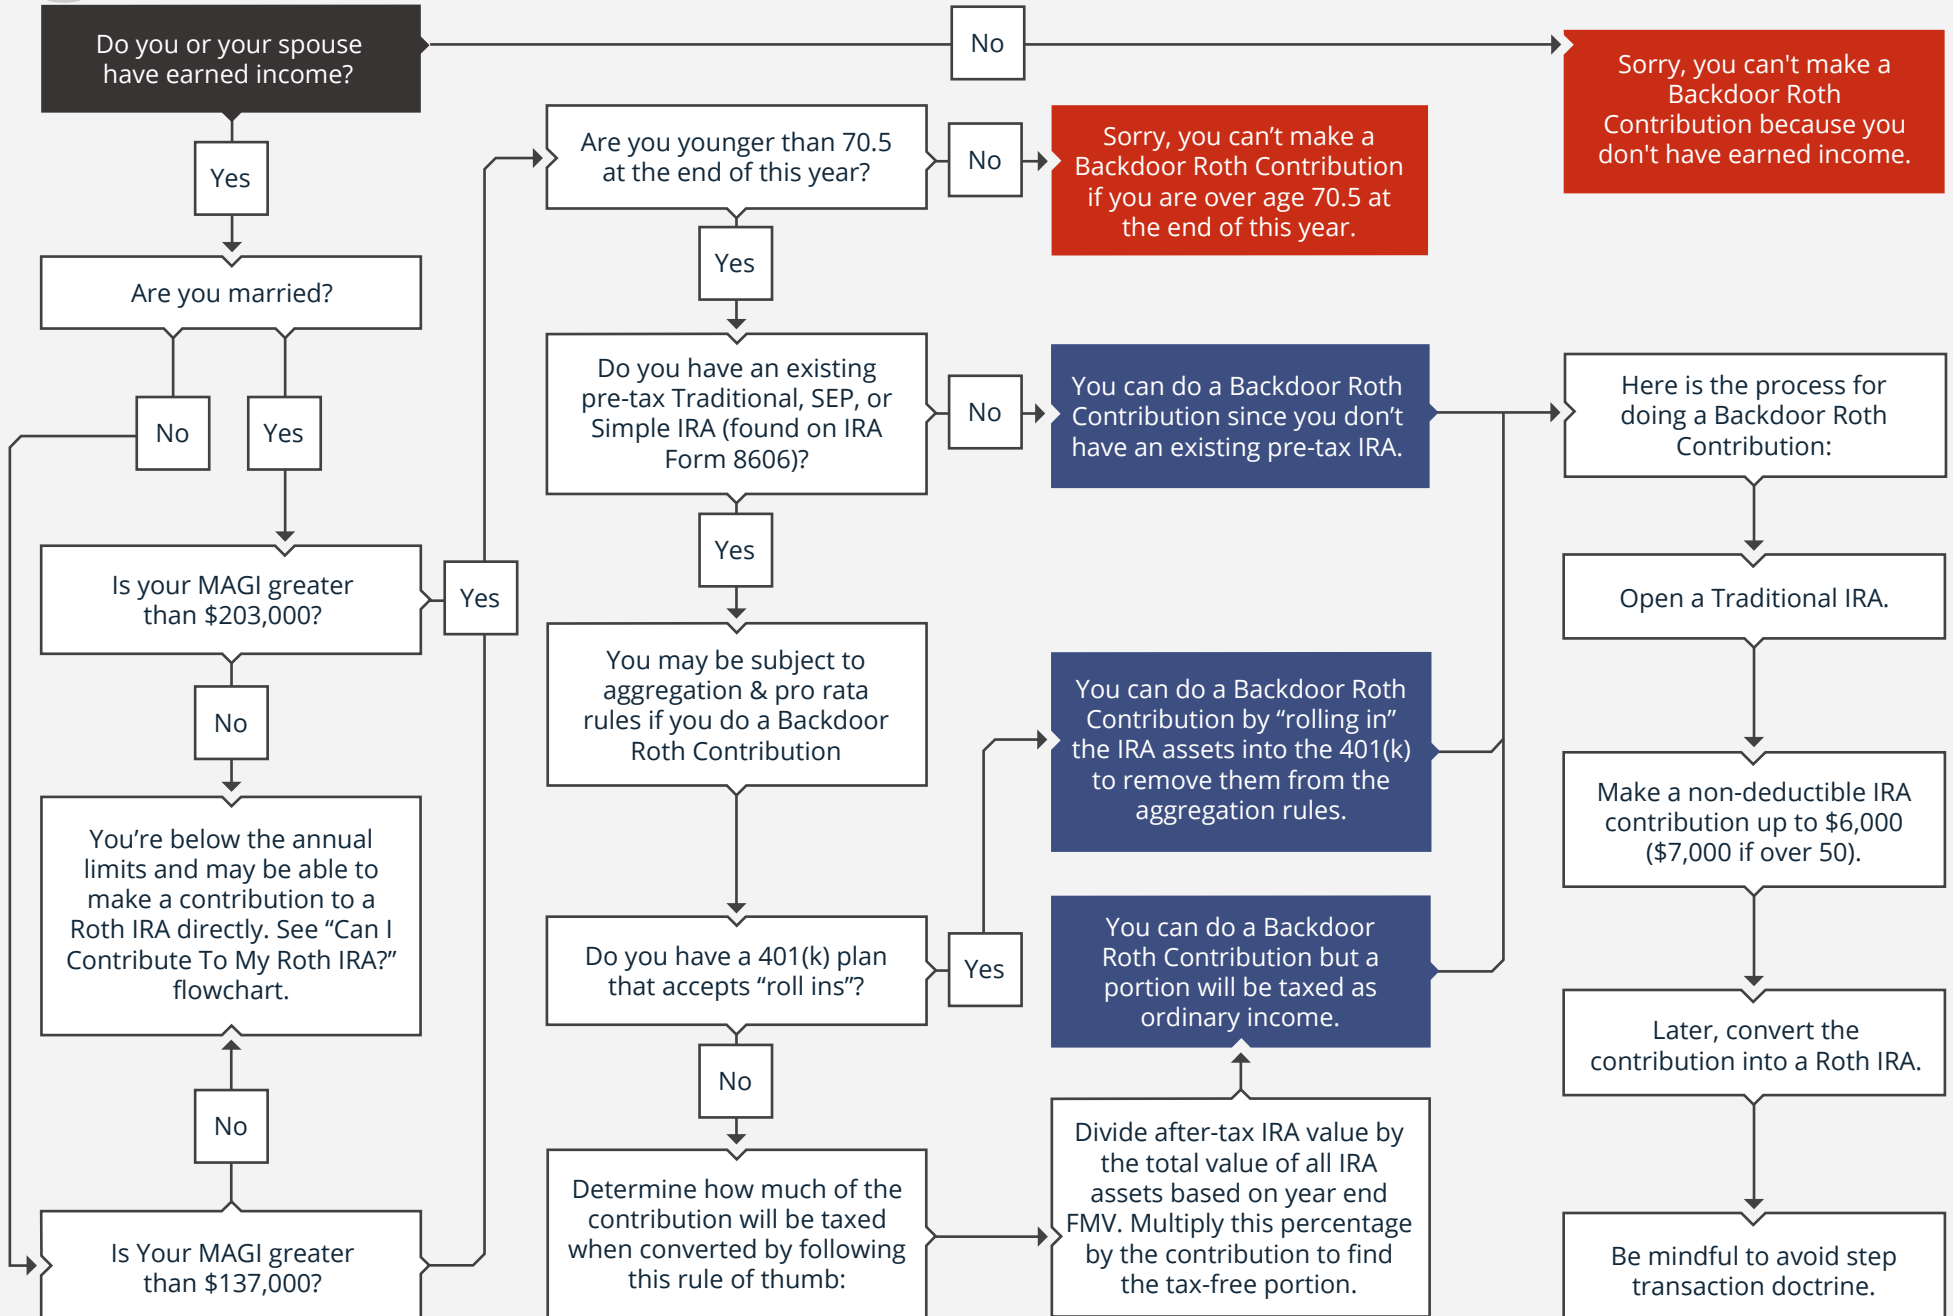 Do you or your spouse
have earned income?
No
Sorry, you can't make a
Backdoor Roth
Contribution because you
don't have earned income.
Yes
Are you married?
No
Yes
Is your MAGI greater
than $203,000?
Yes
No
You’re below the annual
limits and may be able to
make a contribution to a
Roth IRA directly. See “Can I
Contribute To My Roth IRA?”
flowchart.
No
Is Your MAGI greater
than $137,000?
Are you younger than 70.5
at the end of this year?
No
Sorry, you can’t make a
Backdoor Roth Contribution
if you are over age 70.5 at
the end of this year.
Yes
Do you have an existing
pre-tax Traditional, SEP, or
Simple IRA (found on IRA
Form 8606)?
No
You can do a Backdoor Roth
Contribution since you don’t
have an existing pre-tax IRA.
Yes
You may be subject to
aggregation & pro rata
rules if you do a Backdoor
Roth Contribution
Do you have a 401(k) plan
that accepts “roll ins”?
Yes
You can do a Backdoor Roth
Contribution by “rolling in”
the IRA assets into the 401(k)
to remove them from the
aggregation rules.
No
Determine how much of the
contribution will be taxed
when converted by following
this rule of thumb:
Divide after-tax IRA value by
the total value of all IRA
assets based on year end
FMV. Multiply this percentage
by the contribution to find
the tax-free portion.
You can do a Backdoor
Roth Contribution but a
portion will be taxed as
ordinary income.
Here is the process for
doing a Backdoor Roth
Contribution:
Open a Traditional IRA.
Make a non-deductible IRA
contribution up to $6,000
($7,000 if over 50).
Later, convert the
contribution into a Roth IRA.
Be mindful to avoid step
transaction doctrine.